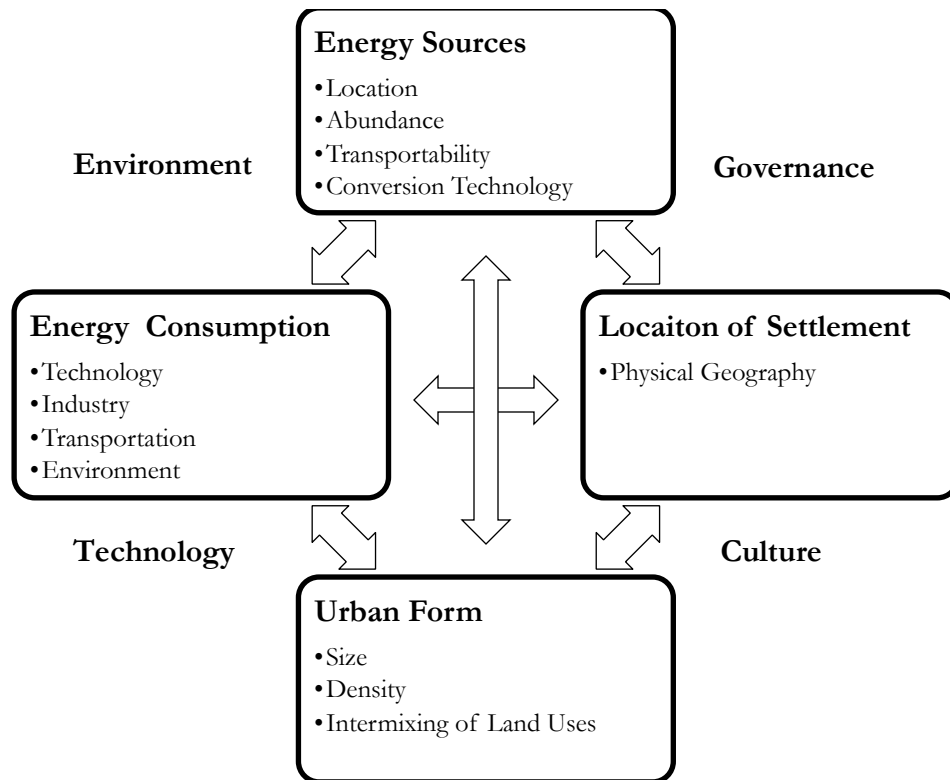 Energy Sources
•Location
•Abundance
•Transportability
•Conversion Technology
Environment
Governance
Energy Consumption
•Technology
•Industry
•Transportation
•Environment
Locaiton of Settlement
•Physical Geography
Technology
Culture
Urban Form
•Size
•Density
•Intermixing of Land Uses